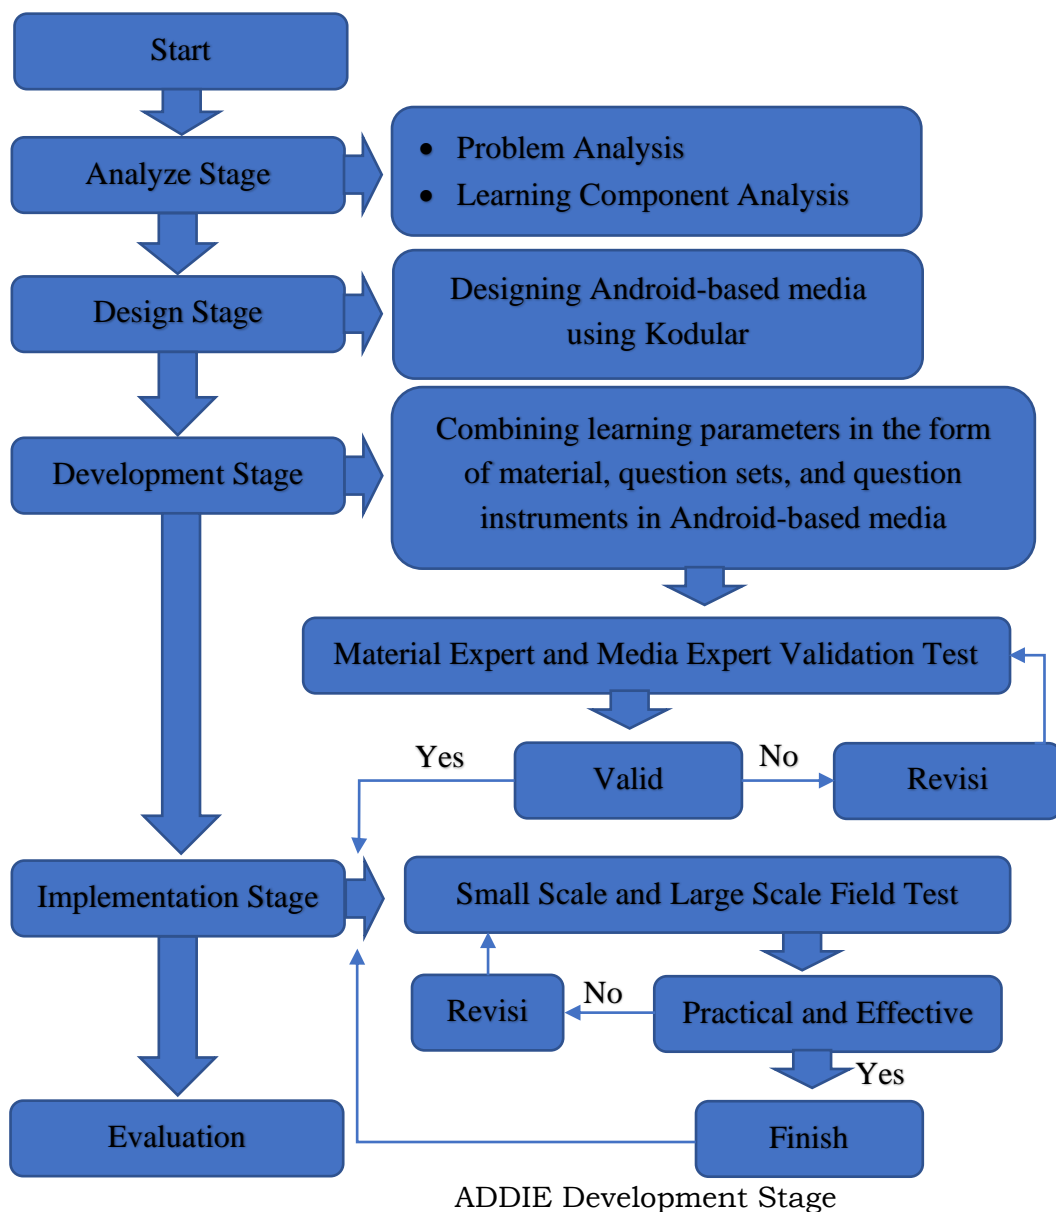 Start
Analyze Stage
• Problem Analysis
• Learning Component Analysis
Design Stage
Designing Android-based media
using Kodular
Development Stage
Combining learning parameters in the form
of material, question sets, and question
instruments in Android-based media
Material Expert and Media Expert Validation Test
Yes
Valid
No
Revisi
Implementation Stage
Small Scale and Large Scale Field Test
Revisi
No
Practical and Effective
Yes
Evaluation
Finish
ADDIE Development Stage